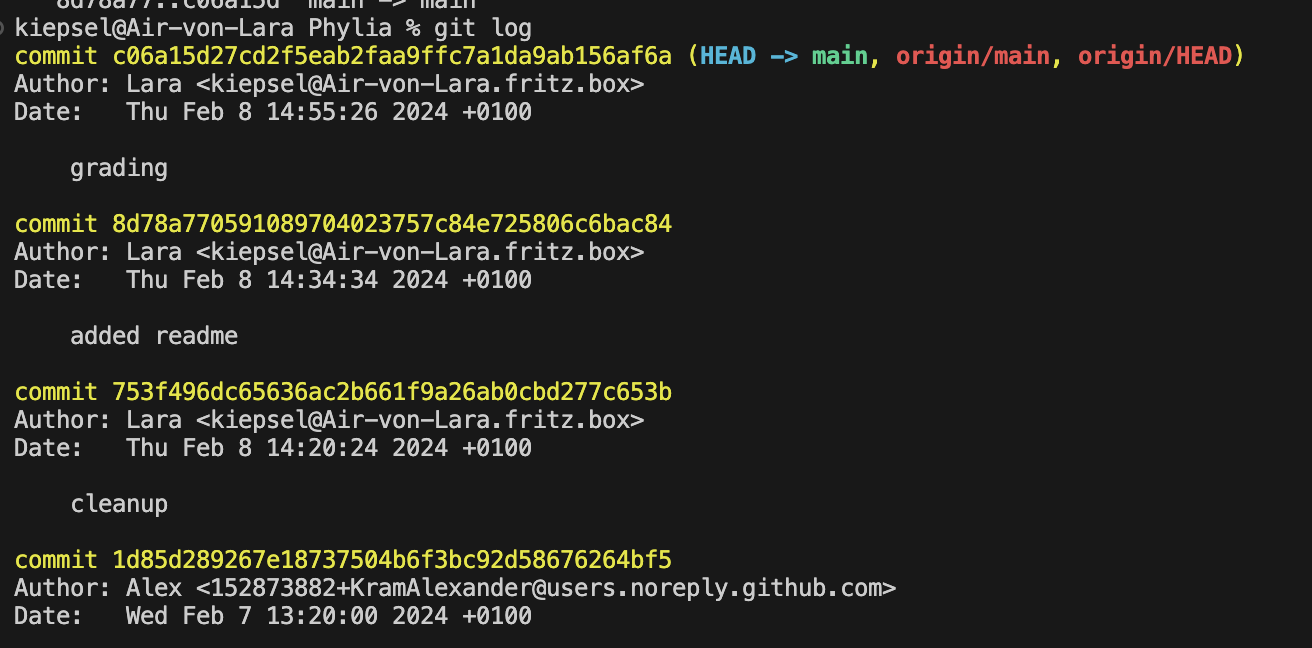 8d78a77..c06a15d  main -> main
kiepsel@Air-von-Lara Phylia % git log
commit c06a15d27cd2f5eab2faa9ffc7a1da9ab156af6a (HEAD -> main, origin/main, origin/HEAD)
Author: Lara <kiepsel@Air-von-Lara.fritz.box>
Date:   Thu Feb 8 14:55:26 2024 +0100
grading
commit 8d78a770591089704023757c84e725806c6bac84
Author: Lara <kiepsel@Air-von-Lara.fritz.box>
Date:   Thu Feb 8 14:34:34 2024 +0100
added readme
commit 753f496dc65636ac2b661f9a26ab0cbd277c653b
Author: Lara <kiepsel@Air-von-Lara.fritz.box>
Date:   Thu Feb 8 14:20:24 2024 +0100
cleanup
commit 1d85d289267e18737504b6f3bc92d58676264bf5
Author: Alex <152873882+KramAlexander@users.noreply.github.com>
Date:   Wed Feb 7 13:20:00 2024 +0100